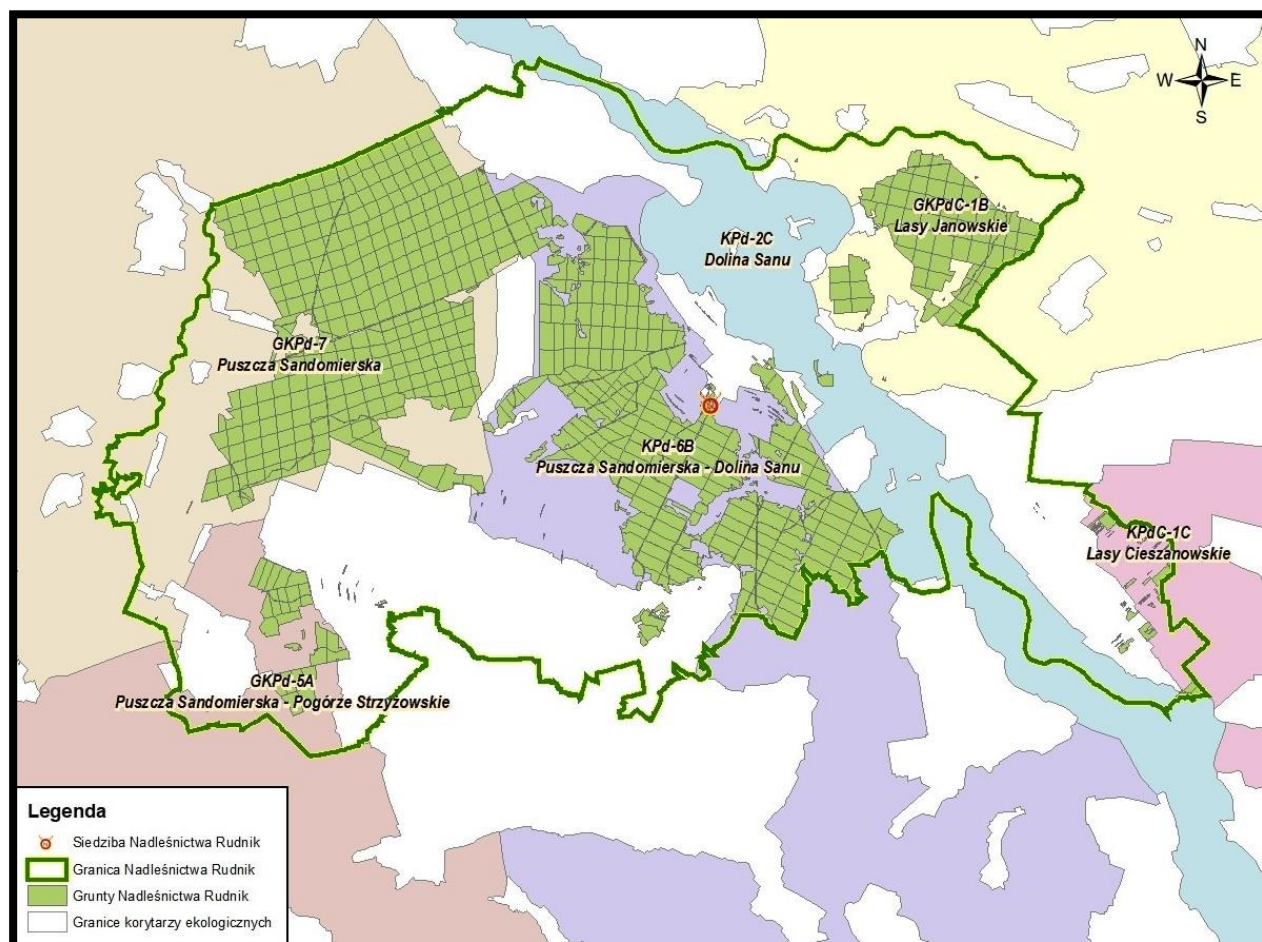 N
W E
S
GKPdC-1B
Lasy Janowskie
KPd-2C
Dolina Sanu
GKPd-7
Puszcza Sandomierska
KPd-6B
Puszcza Sandomierska - Dolina Sanu
KPdC-1C
Lasy Cieszanowskie
GKPd-5A
Puszcza Sandomierska - Pogórze Strzyżowskie
Legenda
Siedziba Nadleśnictwa Rudnik
Granica Nadleśnictwa Rudnik
Grunty Nadleśnictwa Rudnik
Granice korytarzy ekologicznych